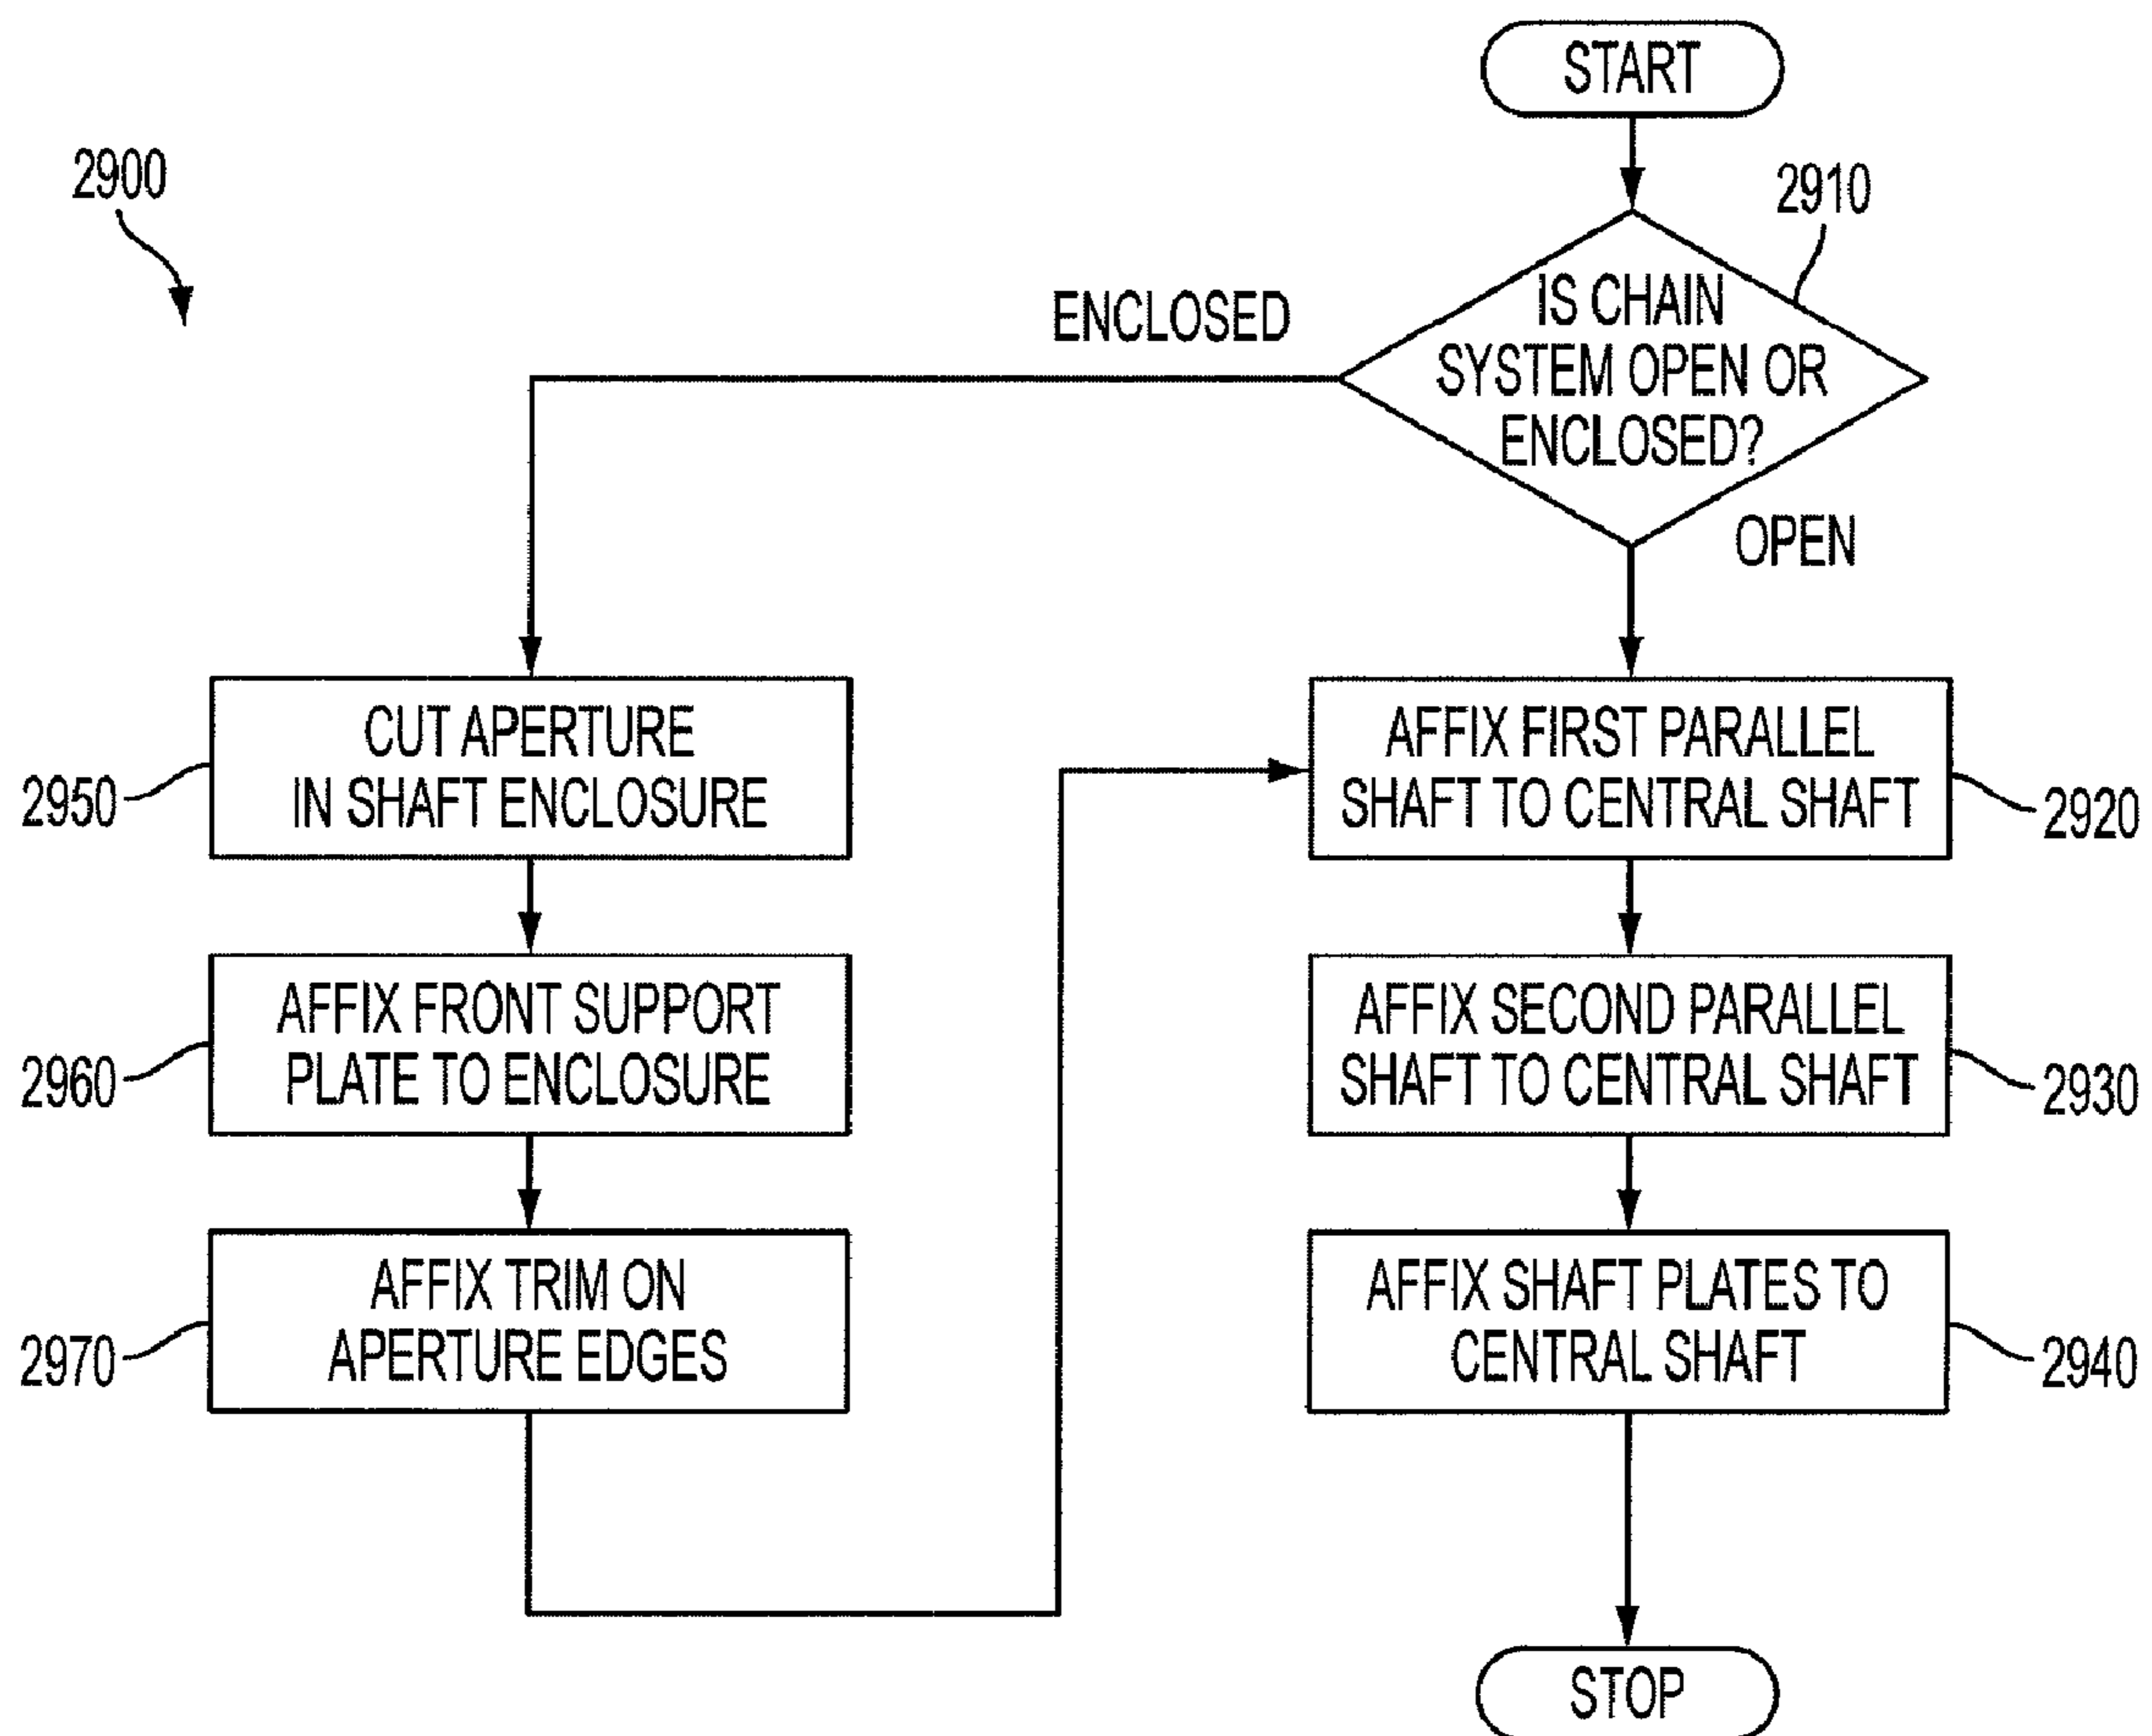 START
2900
2910
IS CHAIN
SYSTEM OPEN OR
ENCLOSED?
ENCLOSED
OPEN
CUT APERTURE
IN SHAFT ENCLOSURE
2950
AFFIX FRONT SUPPORT
PLATE TO ENCLOSURE
2960
AFFIX TRIM ON
APERTURE EDGES
2970
AFFIX FIRST PARALLEL
SHAFT TO CENTRAL SHAFT
2920
AFFIX SECOND PARALLEL
SHAFT TO CENTRAL SHAFT
2930
AFFIX SHAFT PLATES TO
CENTRAL SHAFT
2940
STOP